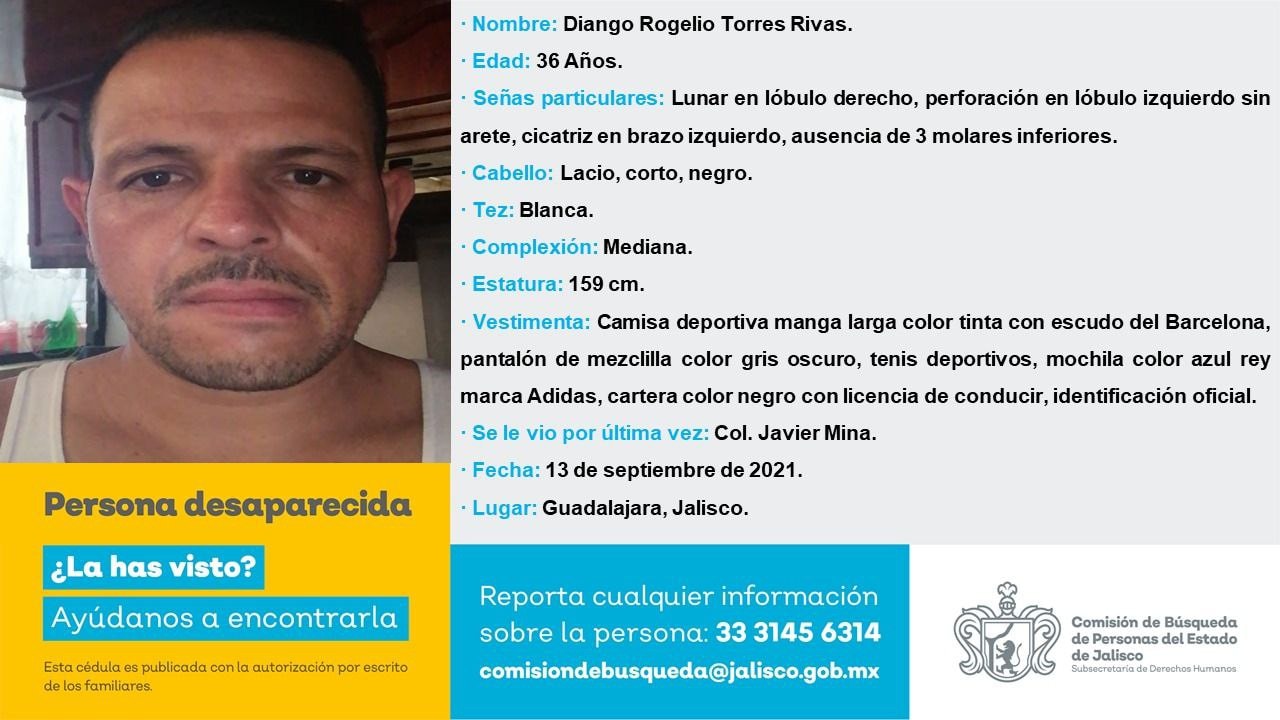 · Nombre: Diango Rogelio Torres Rivas.
· Edad: 36 Años.
· Señas particulares: Lunar en lóbulo derecho, perforación en lóbulo izquierdo sin
arete, cicatriz en brazo izquierdo, ausencia de 3 molares inferiores.
· Cabello: Lacio, corto, negro.
· Tez: Blanca.
· Complexión: Mediana.
· Estatura: 159 cm.
· Vestimenta: Camisa deportiva manga larga color tinta con escudo del Barcelona,
pantalón de mezclilla color gris oscuro, tenis deportivos, mochila color azul rey
marca Adidas, cartera color negro con licencia de conducir, identificación oficial.
· Se le vio por última vez: Col. Javier Mina.
· Fecha: 13 de septiembre de 2021.
· Lugar: Guadalajara, Jalisco.
Persona desaparecida
¿La has visto?
Ayúdanos a encontrarla
Esta cédula es publicada con la autorización por escrito
de los familiares.
Reporta cualquier información
sobre la persona: 33 3145 6314
comisiondebusqueda@jalisco.gob.mx
Comisión de Búsqueda
de Personas del Estado
de Jalisco
Subsecretaría de Derechos Humanos